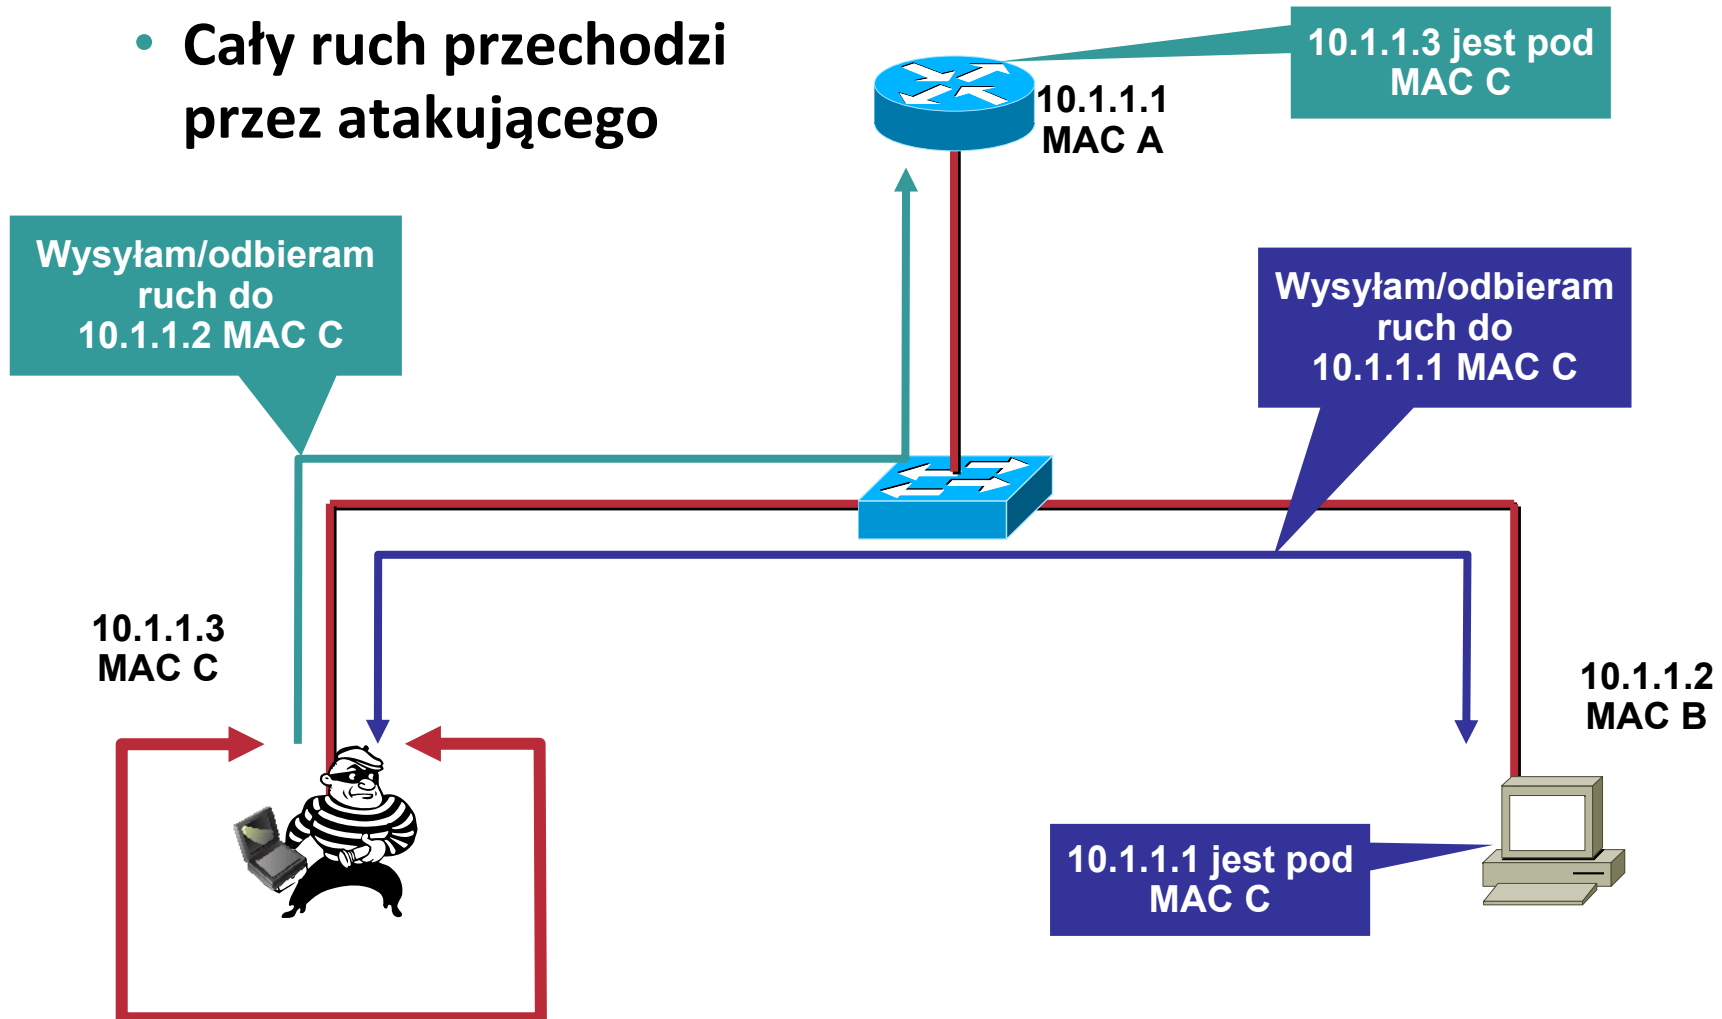 • Cały ruch przechodzi
przez atakującego
10.1.1.3 jest pod
MAC C
10.1.1.1
MAC A
Wysyłam/odbieram
ruch do
10.1.1.2 MAC C
Wysyłam/odbieram
ruch do
10.1.1.1 MAC C
10.1.1.3
MAC C
10.1.1.2
MAC B
10.1.1.1 jest pod
MAC C